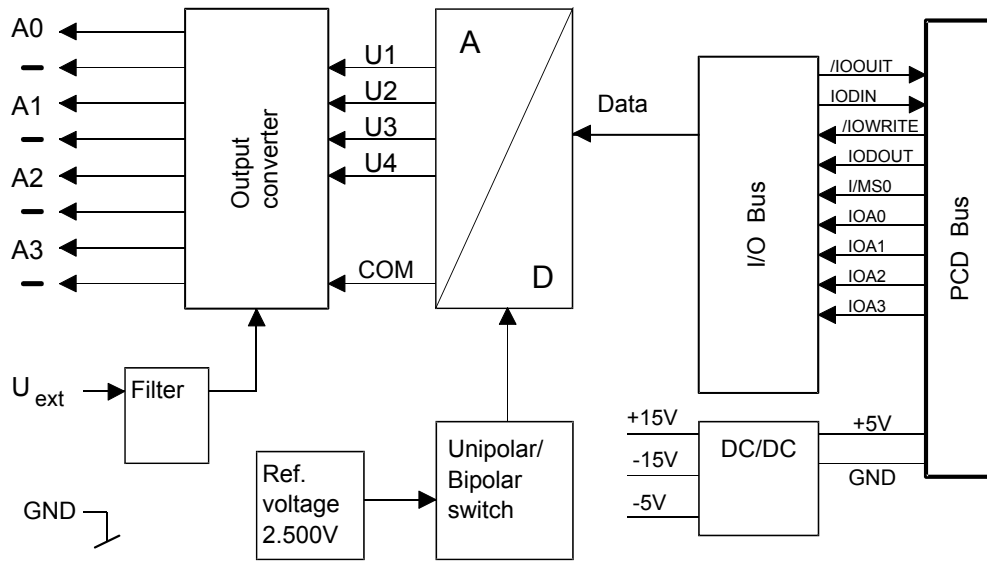 A0
–
A1
–
A2
–
A3
–
Output
converter
U1
U2
U3
U4
COM
A
D
Data
I/O Bus
/IOOUIT
IODIN
/IOWRITE
IODOUT
I/MS0
IOA0
IOA1
IOA2
IOA3
PCD Bus
U ext
Filter
GND
Ref.
voltage
2.500V
Unipolar/
Bipolar
switch
+15V
-15V
-5V
DC/DC
+5V
GND